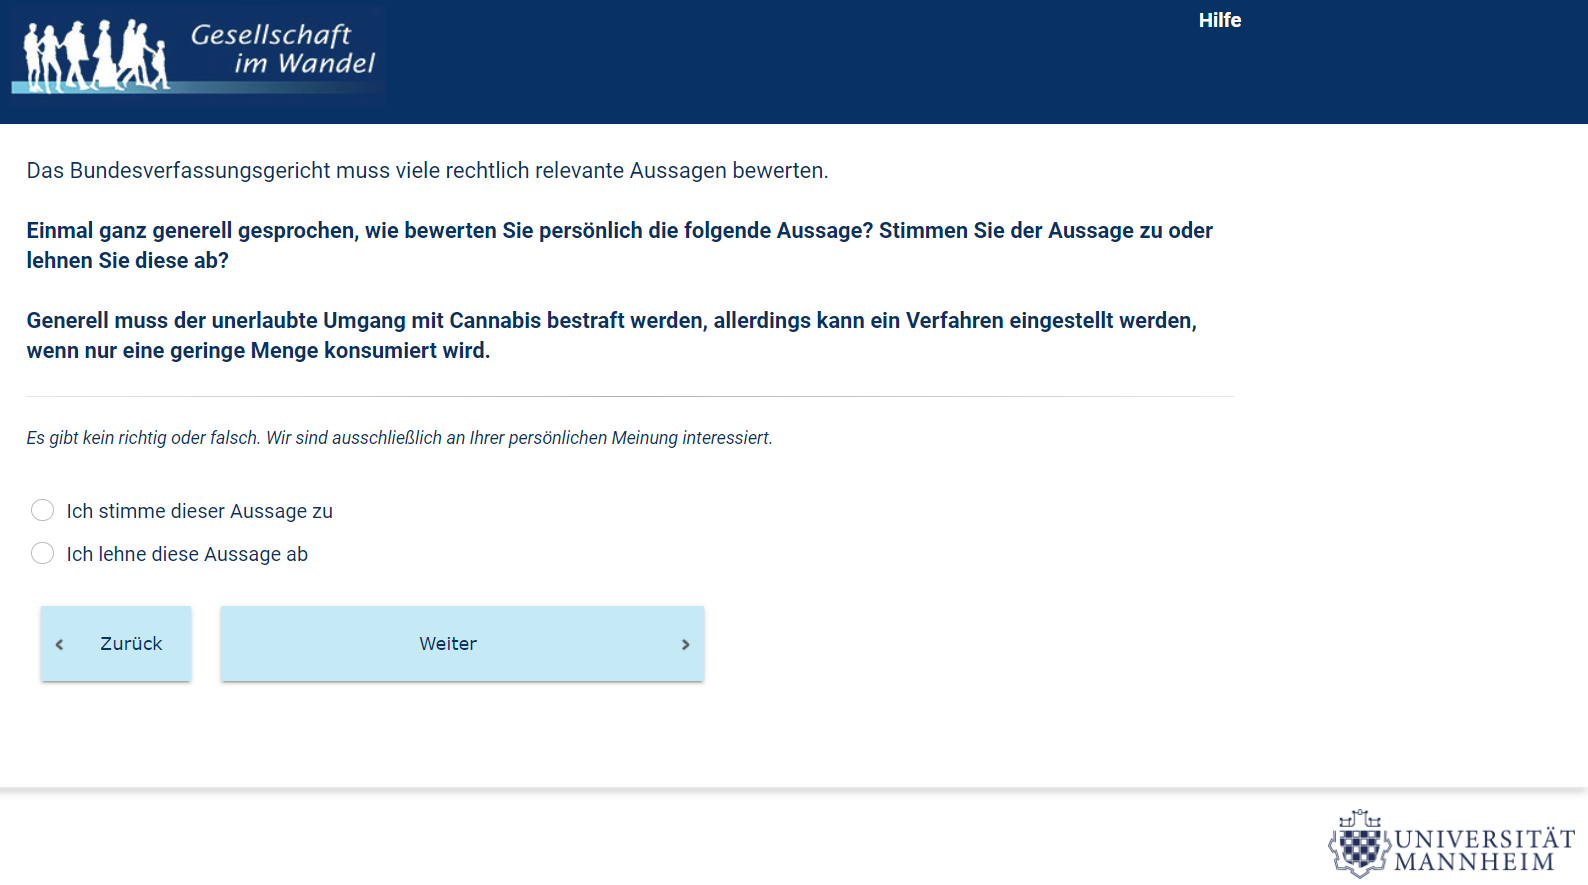 Gesellschaft
im Wandel
Hilfe
Das Bundesverfassungsgericht muss viele rechtlich relevante Aussagen bewerten.
Einmal ganz generell gesprochen, wie bewerten Sie persönlich die folgende Aussage? Stimmen Sie der Aussage zu oder
lehnen Sie diese ab?
Generell muss der unerlaubte Umgang mit Cannabis bestraft werden, allerdings kann ein Verfahren eingestellt werden,
wenn nur eine geringe Menge konsumiert wird.
Es gibt kein richtig oder falsch. Wir sind ausschließlich an Ihrer persönlichen Meinung interessiert.
Ich stimme dieser Aussage zu
Ich lehne diese Aussage ab
Zurück
Weiter
UNIVERSITÄT
MANNHEIM